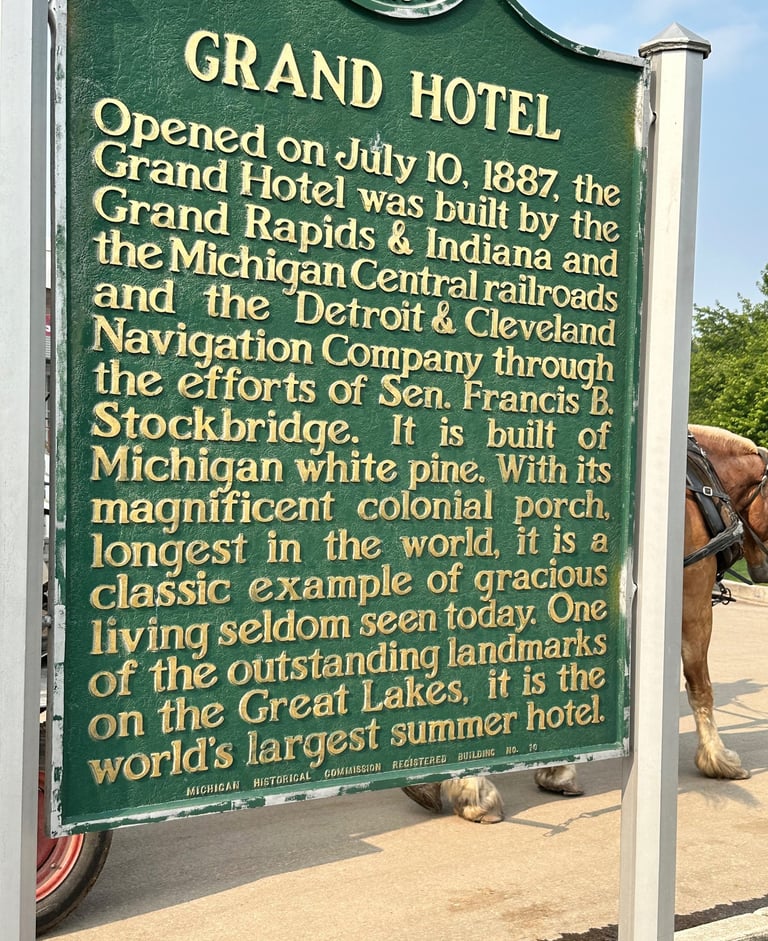 GRAND HOTEL
Opened on July 10, 1887, the
Grand Hotel was built by the
Grand Rapids & Indiana and
the Michigan Central railroads
and the Detroit & Cleveland
Navigation Company through
the efforts of Sen. Francis B.
Stockbridge. It is built of
Michigan white pine. With its
magnificent colonial porch,
longest in the world, it is a
classic example of gracious
living seldom seen today. One
of the outstanding landmarks
on the Great Lakes, it is the
world's largest summer hotel.
MICHIGAN HISTORICAL COMMISSION REGISTERED BUILDING NO. 10